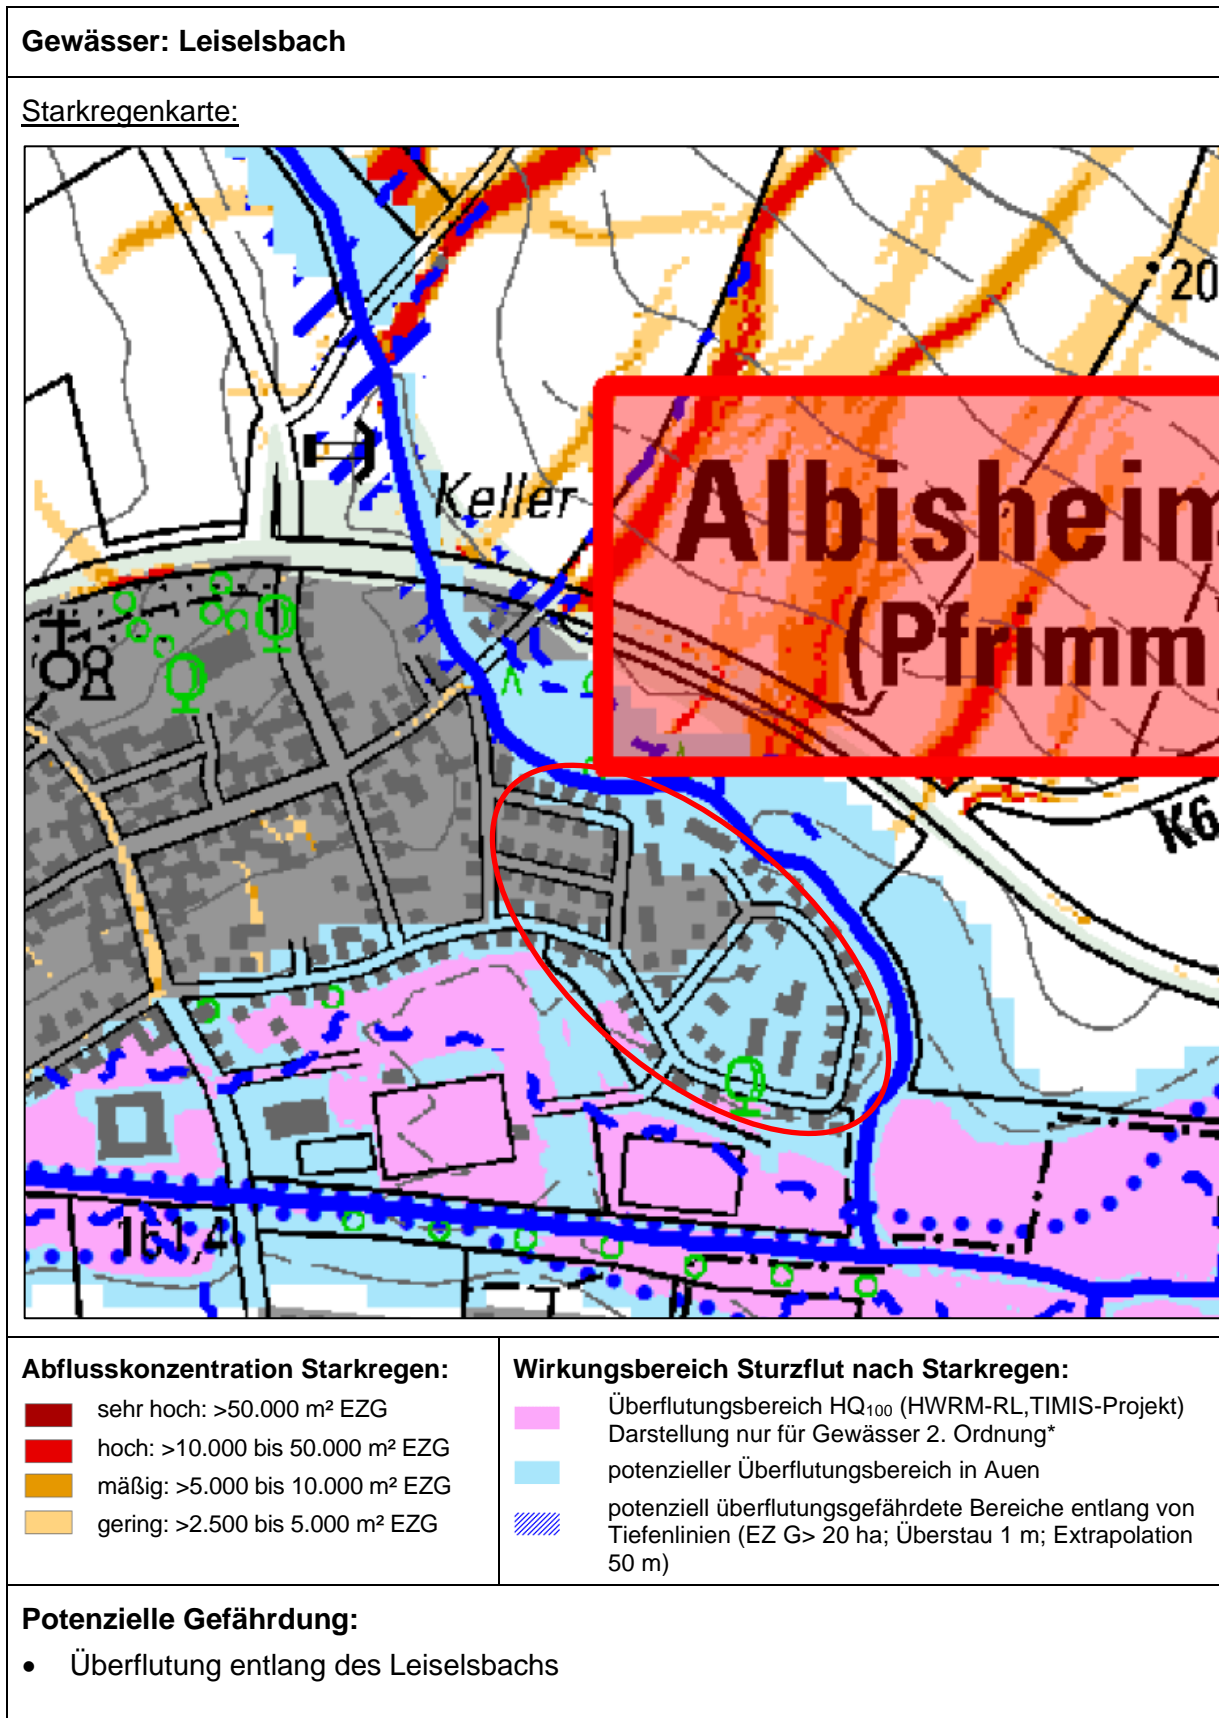 Gewässer: Leiselsbach
Starkregenkarte:
20
Keller
Albisheim
(Pfrimm)
K6
Abflusskonzentration Starkregen:
sehr hoch: >50.000 m² EZG
hoch: >10.000 bis 50.000 m² EZG
mäßig: >5.000 bis 10.000 m² EZG
gering: >2.500 bis 5.000 m² EZG
Wirkungsbereich Sturzflut nach Starkregen:
Überflutungsbereich HQ₁₀₀ (HWRM-RL,TIMIS-Projekt)
Darstellung nur für Gewässer 2. Ordnung*
potenzieller Überflutungsbereich in Auen
potenziell überflutungsgefährdete Bereiche entlang von
Tiefenlinien (EZ G> 20 ha; Überstau 1 m; Extrapolation
50 m)
Potenzielle Gefährdung:
• Überflutung entlang des Leiselsbachs